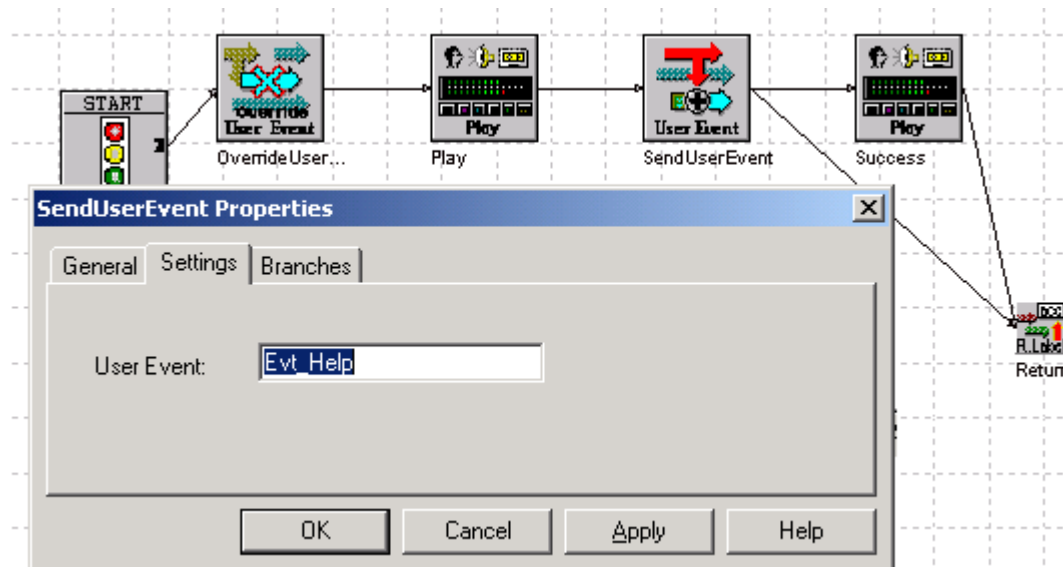 START
Override
User Event
Play
User Event
Play
OverrideUser...
Play
SendUserEvent
Success
SendUserEvent Properties
General
Settings
Branches
User Event:
Evt_Help
R.Lake
Return
OK
Cancel
Apply
Help